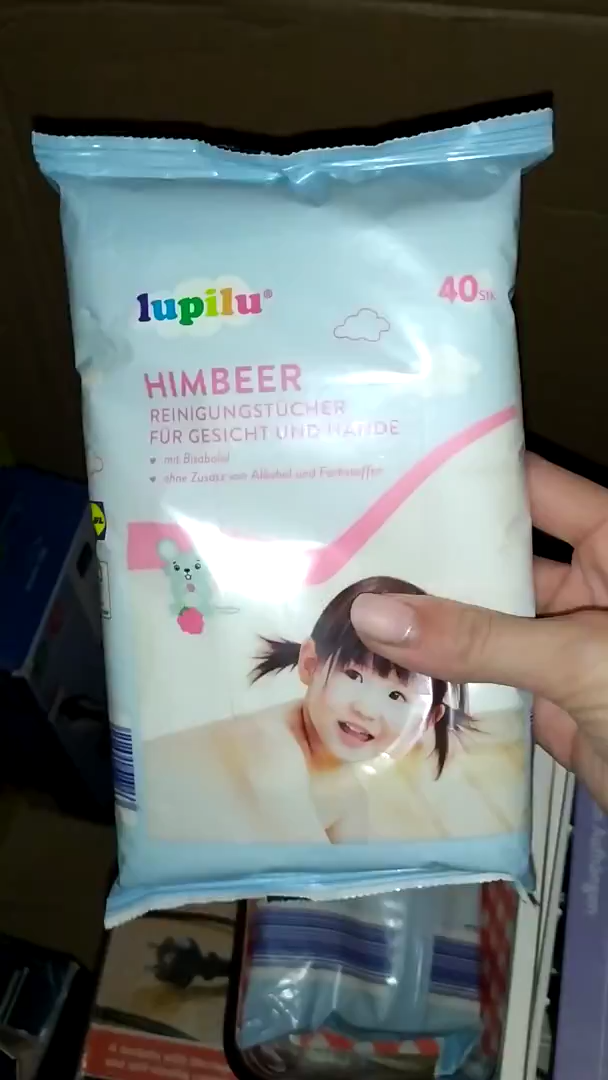 lupilu®
40 Stk
HIMBEER
REINIGUNGSTÜCHER
FÜR GESICHT UND HÄNDE
mit Bisabolol
ohne Zusatz von Alkohol und Farbstoffen